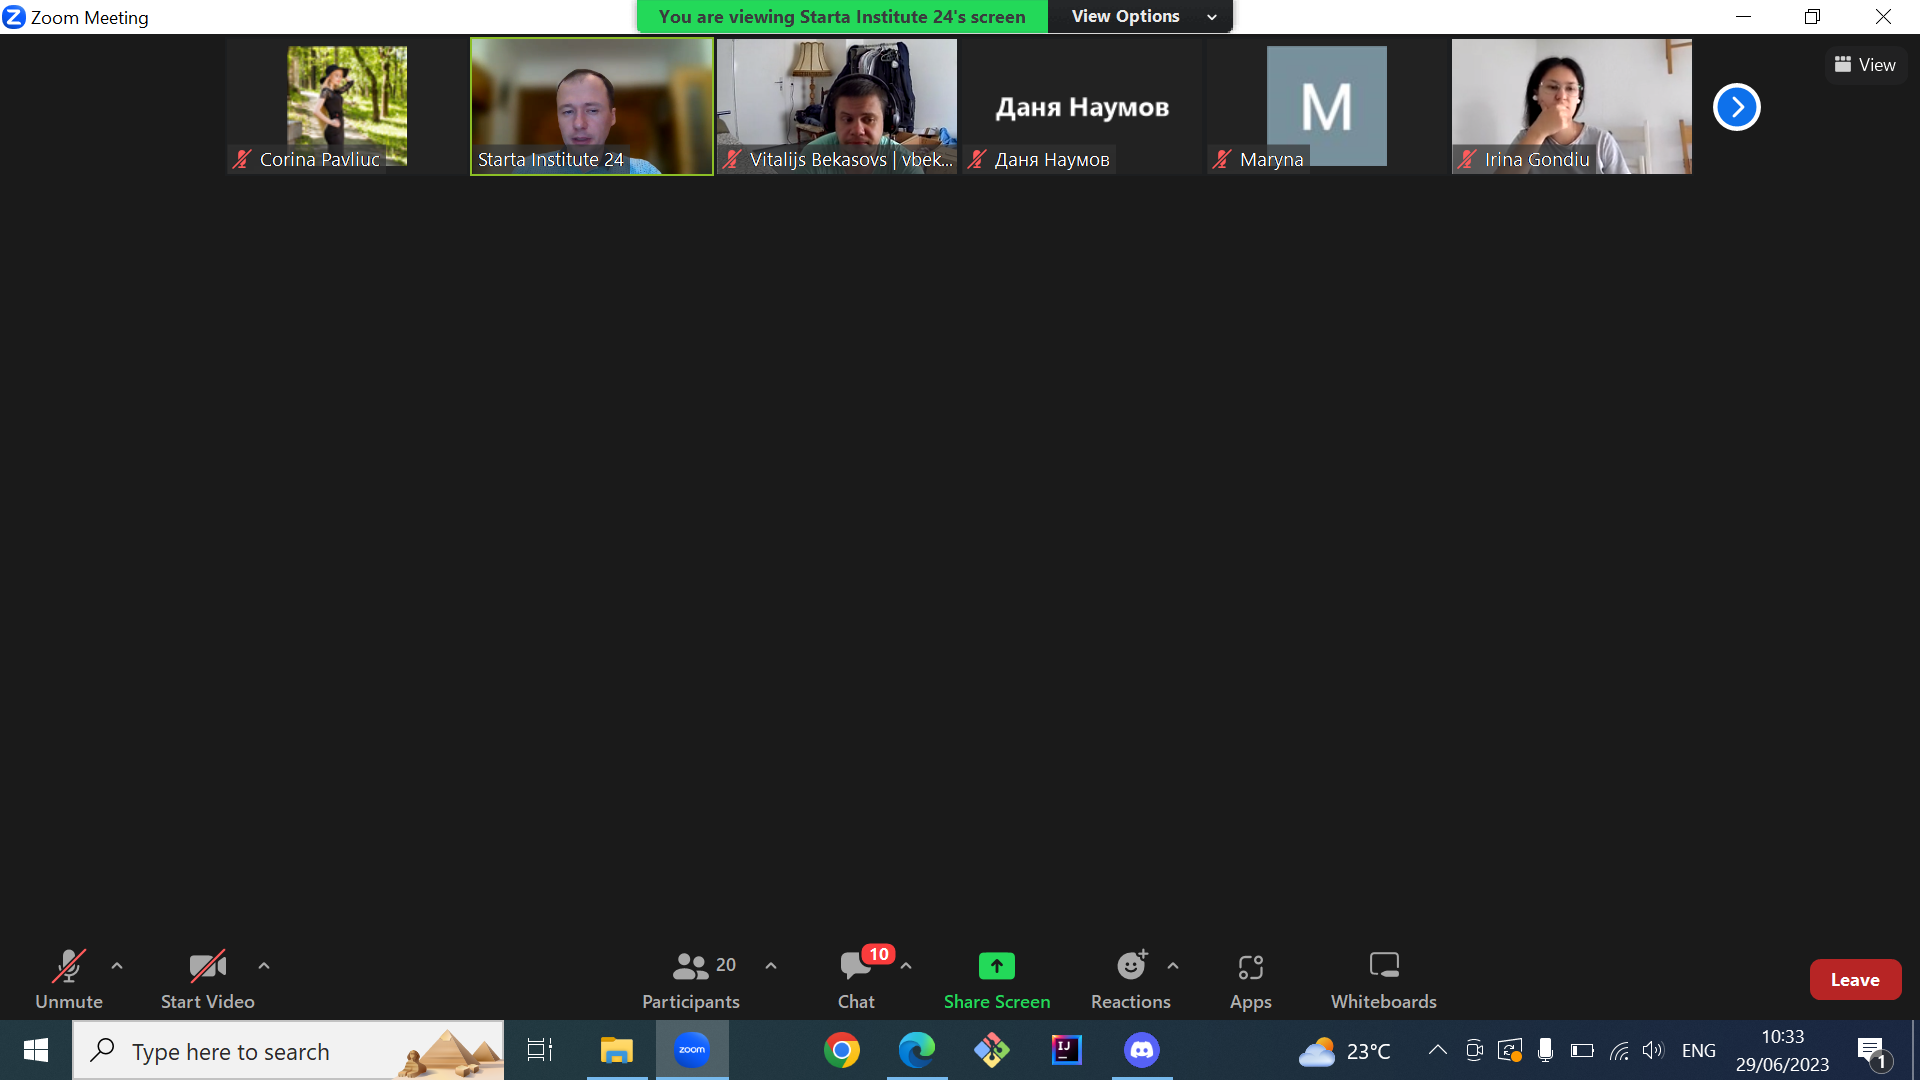 Zoom Meeting
You are viewing Starta Institute 24's screen
View Options
View
Corina Pavliuc
Starta Institute 24
Vitalijs Bekasovs | vbek...
Даня Наумов
Даня Наумов
M
Maryna
Irina Gondiu
Unmute
Start Video
20
Participants
10
Chat
Share Screen
Reactions
Apps
Whiteboards
Leave
Type here to search
zoom
IJ
23°C
ENG
10:33
29/06/2023
1